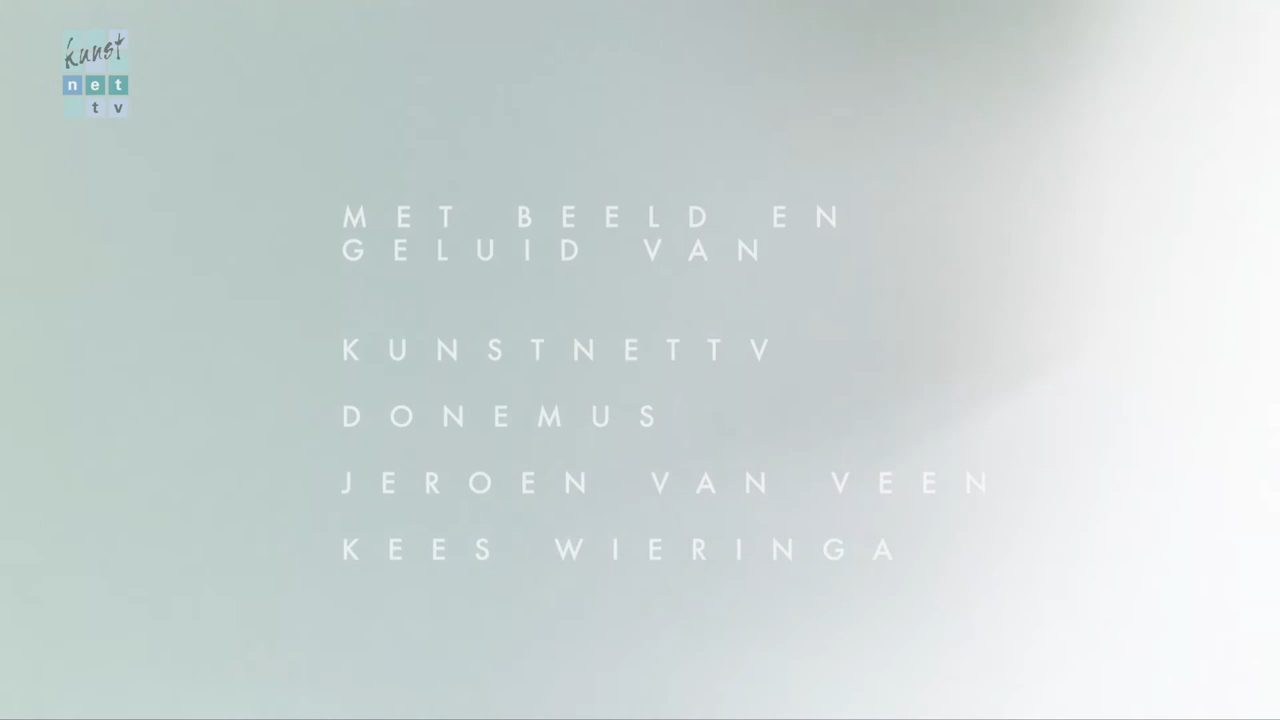 kunst
net
tv
MET BEELD EN
GELUID VAN
KUNSTNETTV
DONEMUS
JEROEN VAN VEEN
KEES WIERINGA